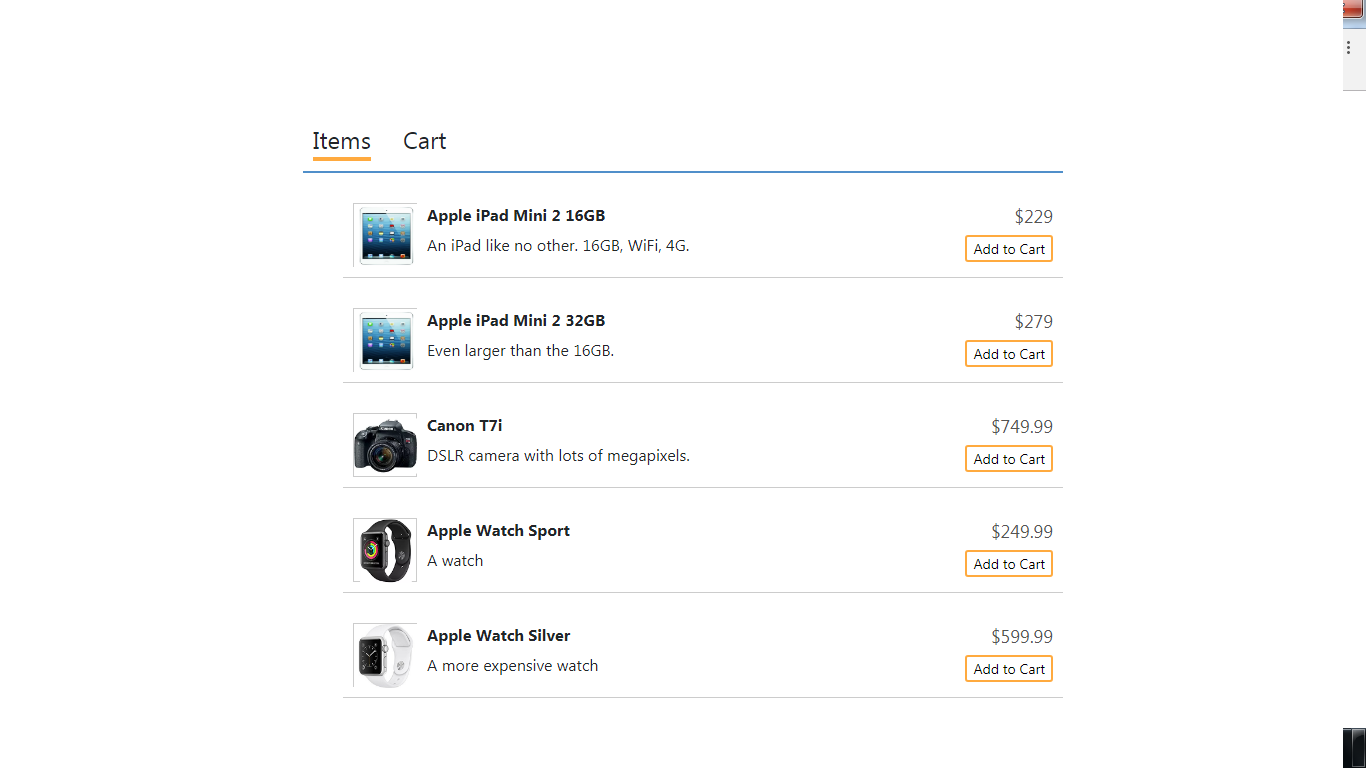 Items Cart
Apple iPad Mini 2 16GB
$229
An iPad like no other. 16GB, WiFi, 4G.
Add to Cart
Apple iPad Mini 2 32GB
$279
Even larger than the 16GB.
Add to Cart
Canon T7i
$749.99
DSLR camera with lots of megapixels.
Add to Cart
Apple Watch Sport
$249.99
A watch
Add to Cart
Apple Watch Silver
$599.99
A more expensive watch
Add to Cart